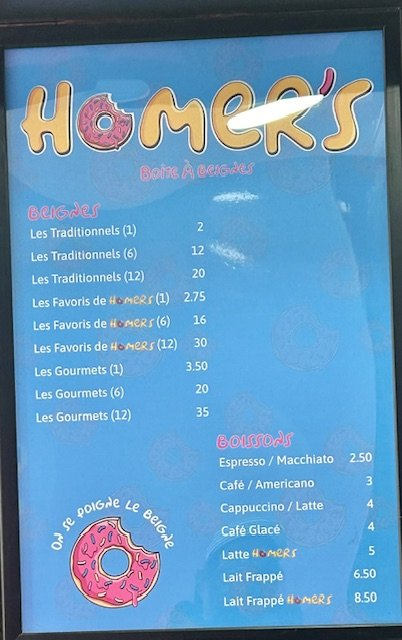 HOMER'S
BOITE À BEIGNES
BEIGNES
Les Traditionnels (1) 2
Les Traditionnels (6) 12
Les Traditionnels (12) 20
Les Favoris de HOMERS (1) 2.75
Les Favoris de HOMERS (6) 16
Les Favoris de HOMERS (12) 30
Les Gourmets (1) 3.50
Les Gourmets (6) 20
Les Gourmets (12) 35
BOISSONS
Espresso / Macchiato 2.50
Café / Americano 3
Cappuccino / Latte 4
Café Glacé 4
Latte HOMERS 5
Lait Frappé 6.50
Lait Frappé HOMERS 8.50
ON SE POIGNE LE BEIGNE